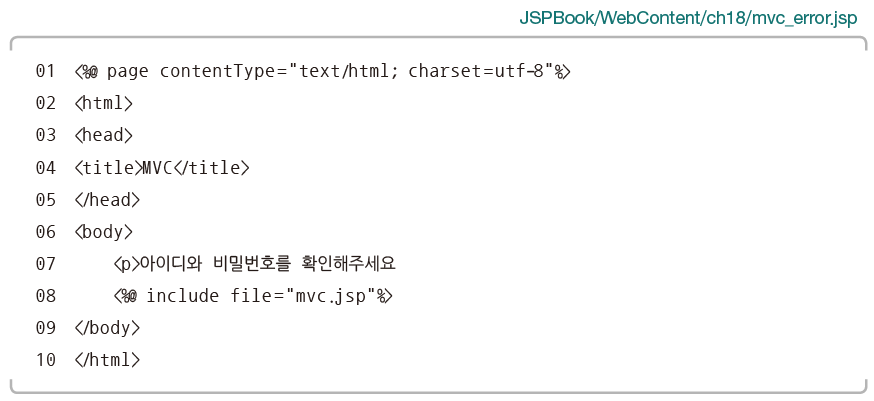 JSPBook/WebContent/ch18/mvc_error.jsp
01 <%@ page contentType="text/html; charset=utf-8"%>
02 <html>
03 <head>
04 <title>MVC</title>
05 </head>
06 <body>
07 <p>아이디와 비밀번호를 확인해주세요
08 <%@ include file="mvc.jsp"%>
09 </body>
10 </html>